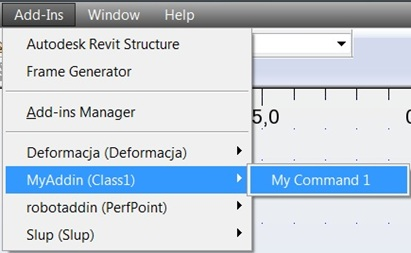 Add-Ins Window Help
Autodesk Revit Structure
Frame Generator
Add-ins Manager
5,0
Deformacja (Deformacja)
MyAddin (Class1)
My Command 1
robotaddin (PerfPoint)
Slup (Slup)